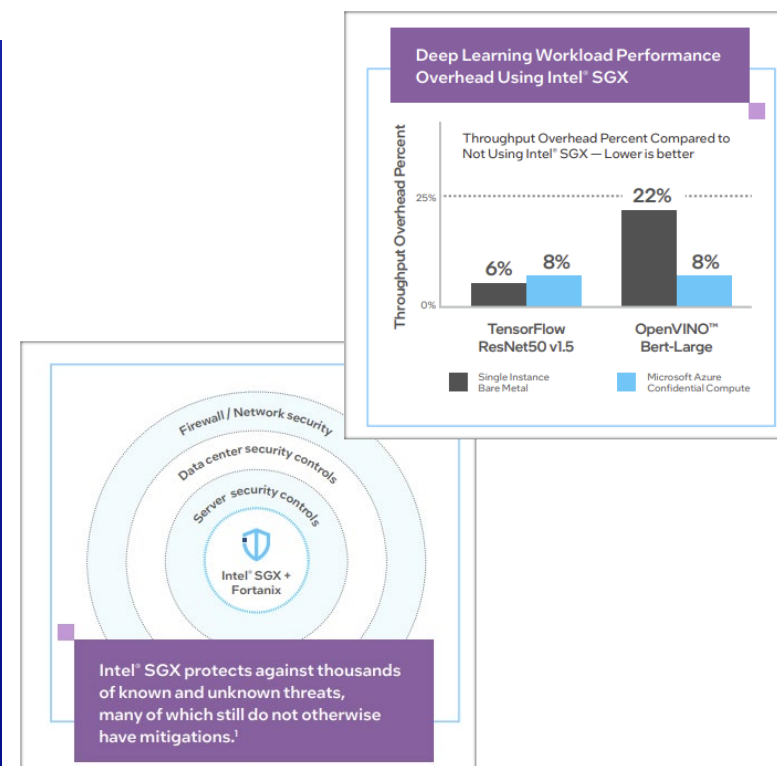 Deep Learning Workload Performance
Overhead Using Intel® SGX
Throughput Overhead Percent
Throughput Overhead Percent Compared to
Not Using Intel® SGX — Lower is better
25%
0%
6%
8%
22%
8%
TensorFlow
ResNet50 v1.5
OpenVINO™
Bert-Large
Single Instance
Bare Metal
Microsoft Azure
Confidential Compute
Firewall / Network security
Data center security controls
Server security controls
Intel® SGX +
Fortanix
Intel® SGX protects against thousands
of known and unknown threats,
many of which still do not otherwise
have mitigations.¹